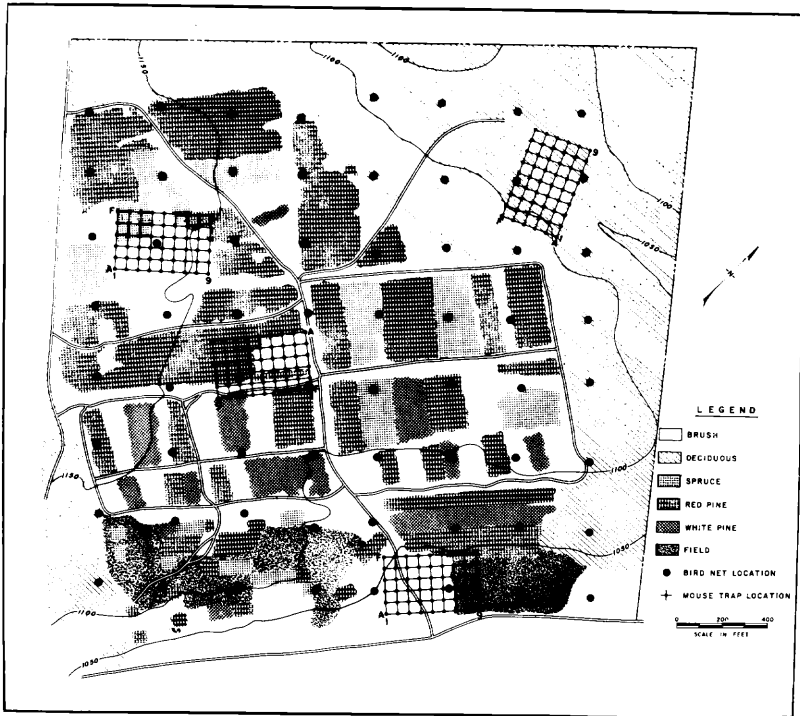 1150
1100
1100
9
1100
1050
F
A
1
9
N
A
LEGEND
BRUSH
DECIDUOUS
SPRUCE
RED PINE
WHITE PINE
FIELD
BIRD NET LOCATION
MOUSE TRAP LOCATION
0 200 400
SCALE IN FEET
1150
1100
1050
1100
A
1
1050